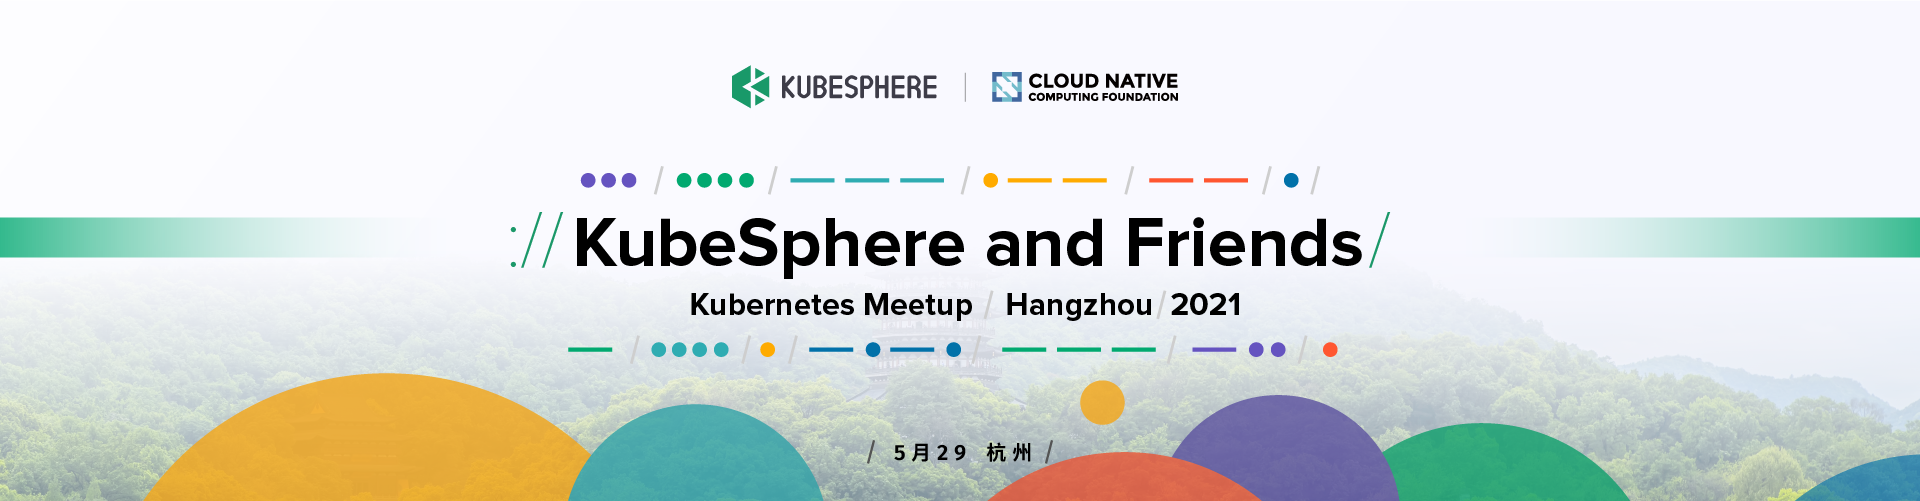 KUBESPHERE
CLOUD NATIVE
COMPUTING FOUNDATION
://KubeSphere and Friends/
Kubernetes Meetup / Hangzhou / 2021
/ 5月29 杭州 /